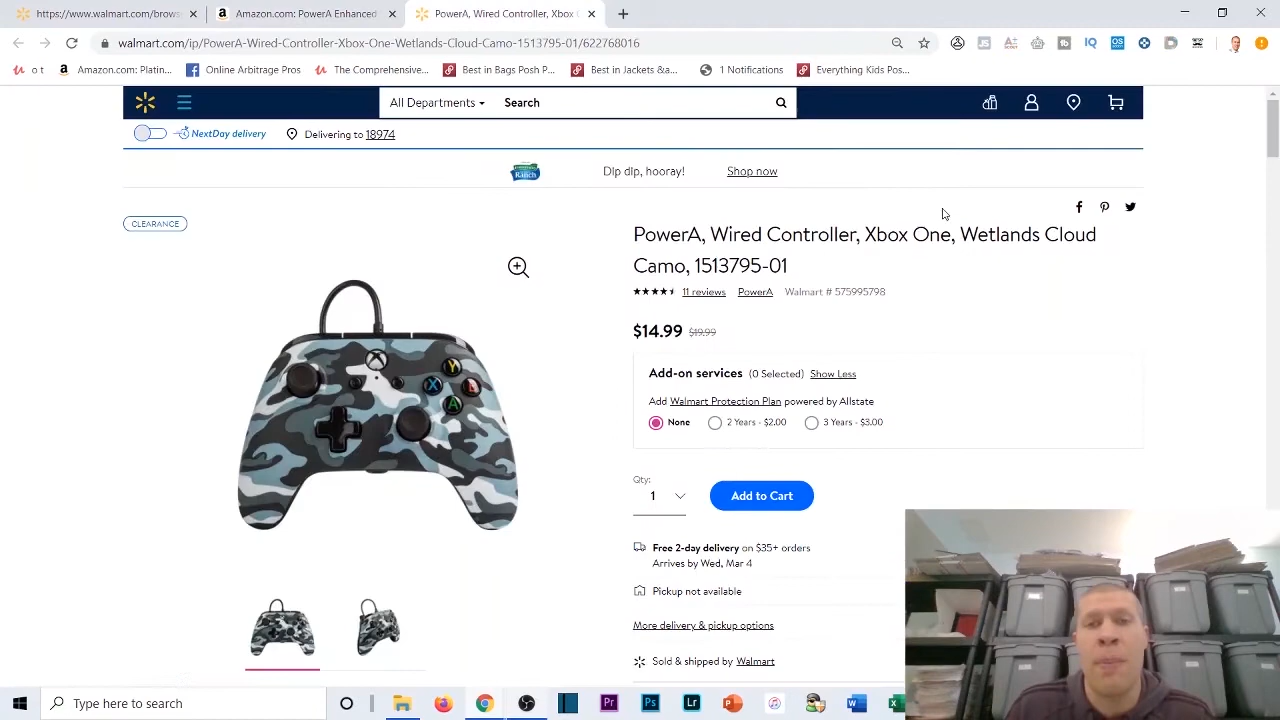 https://www.walmart.com/brows
Amazon.com: PowerA Enhanced
PowerA, Wired Controller, Xbox O
walmart.com/ip/PowerA-Wired-Controller-Xbox-One-Wetlands-Cloud-Camo-1513795-01/622768016
o t
Amazon.com: Platin...
Online Arbitrage Pros
The Comprehensive...
Best in Bags Posh P...
Best in Jackets &a...
1 Notifications
Everything Kids Pos...
All Departments
Search
NextDay delivery
Delivering to 18974
Ranch
Dip dip, hooray!
Shop now
CLEARANCE
PowerA, Wired Controller, Xbox One, Wetlands Cloud
Camo, 1513795-01
11 reviews PowerA Walmart # 575995798
$14.99 $19.99
Add-on services (0 Selected) Show Less
Add Walmart Protection Plan powered by Allstate
None 2 Years - $2.00 3 Years - $3.00
Y
X
B
A
Qty:
1
Add to Cart
Free 2-day delivery on $35+ orders
Arrives by Wed, Mar 4
Pickup not available
More delivery & pickup options
Sold & shipped by Walmart
Type here to search
Pr
Ps
Lr